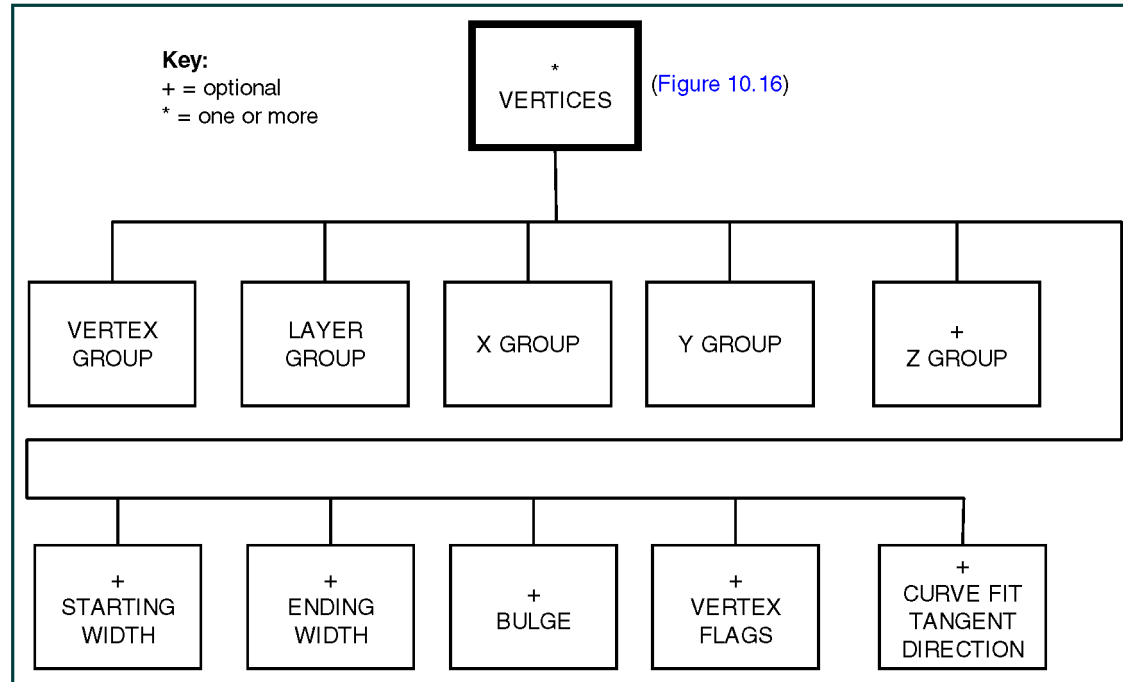 Key:
+ = optional
* = one or more
*
VERTICES
(Figure 10.16)
VERTEX
GROUP
LAYER
GROUP
X GROUP
Y GROUP
+
Z GROUP
+
STARTING
WIDTH
+
ENDING
WIDTH
+
BULGE
+
VERTEX
FLAGS
+
CURVE FIT
TANGENT
DIRECTION